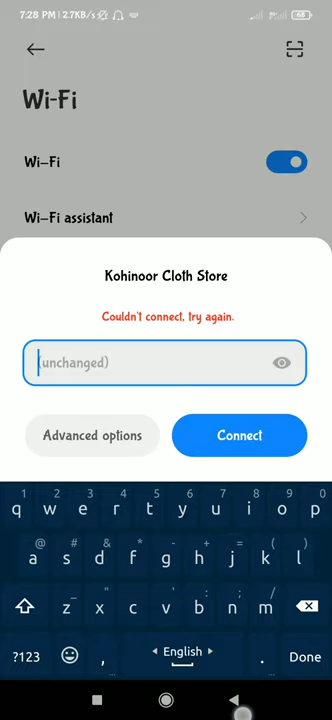 7:28 PM | 2.7KB/s 68
Wi-Fi
Wi-Fi
Wi-Fi assistant
Kohinoor Cloth Store
Couldn't connect, try again.
(unchanged)
Advanced options Connect
1 2 3 4 5 6 7 8 9 0
q w e r t y u i o p
@ # & * - + = ( )
a s d f g h j k l
_ " ' : ; ! /
z x c v b n m
?123 , English . Done